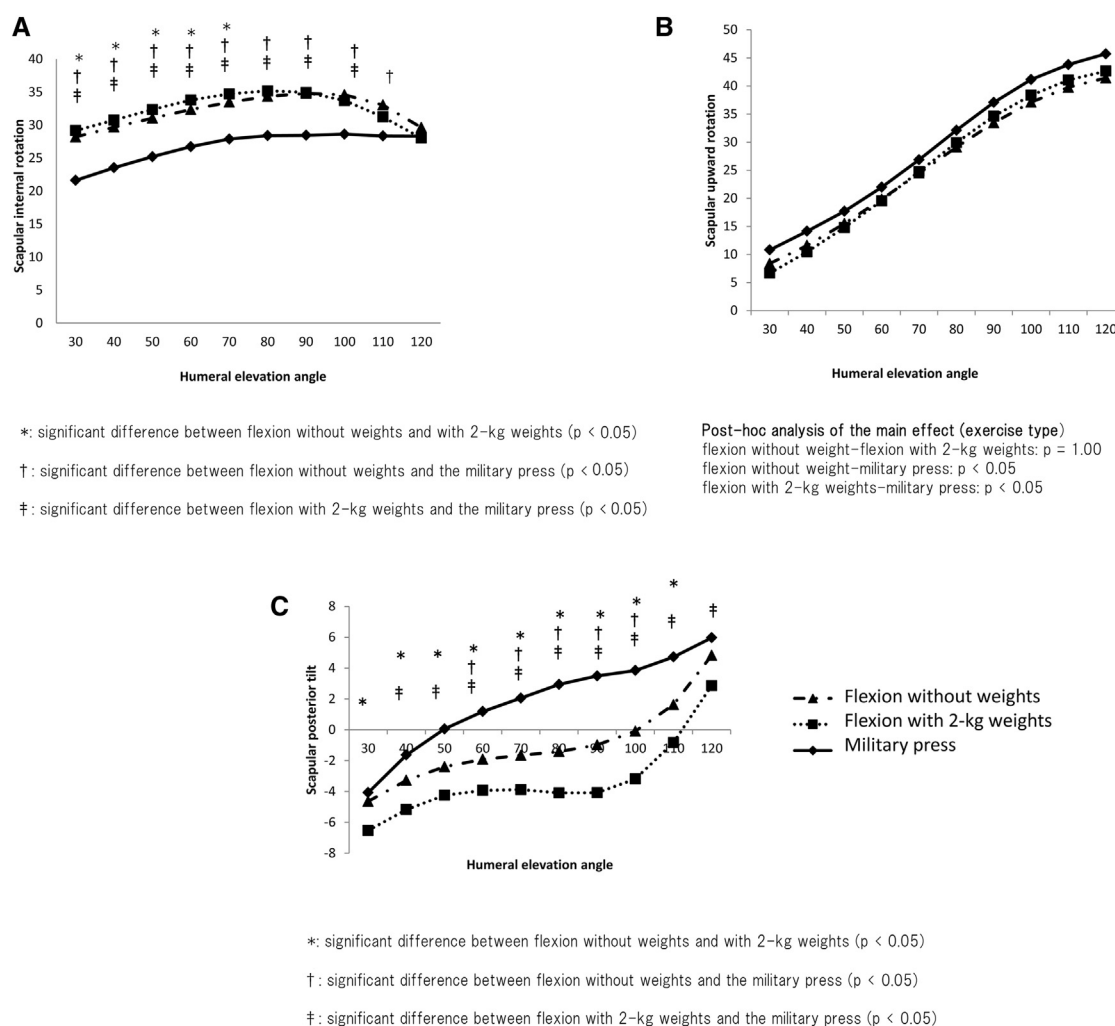 A
B
* * * * *
† † † † † † † † †
‡ ‡ ‡ ‡ ‡ ‡ ‡ ‡
Scapular internal rotation
40
35
30
25
20
15
10
5
0
30 40 50 60 70 80 90 100 110 120
Humeral elevation angle
Scapular upward rotation
50
45
40
35
30
25
20
15
10
5
0
30 40 50 60 70 80 90 100 110 120
Humeral elevation angle
*: significant difference between flexion without weights and with 2-kg weights (p < 0.05)
†: significant difference between flexion without weights and the military press (p < 0.05)
‡: significant difference between flexion with 2-kg weights and the military press (p < 0.05)
Post-hoc analysis of the main effect (exercise type)
flexion without weight-flexion with 2-kg weights: p = 1.00
flexion without weight-military press: p < 0.05
flexion with 2-kg weights-military press: p < 0.05
C
Scapular posterior tilt
8
6
4
2
0
-2
-4
-6
-8
* * * * * * * * *
† † † † †
‡ ‡ ‡ ‡ ‡ ‡ ‡ ‡ ‡
30 40 50 60 70 80 90 100 110 120
Humeral elevation angle
Flexion without weights
Flexion with 2-kg weights
Military press
*: significant difference between flexion without weights and with 2-kg weights (p < 0.05)
†: significant difference between flexion without weights and the military press (p < 0.05)
‡: significant difference between flexion with 2-kg weights and the military press (p < 0.05)